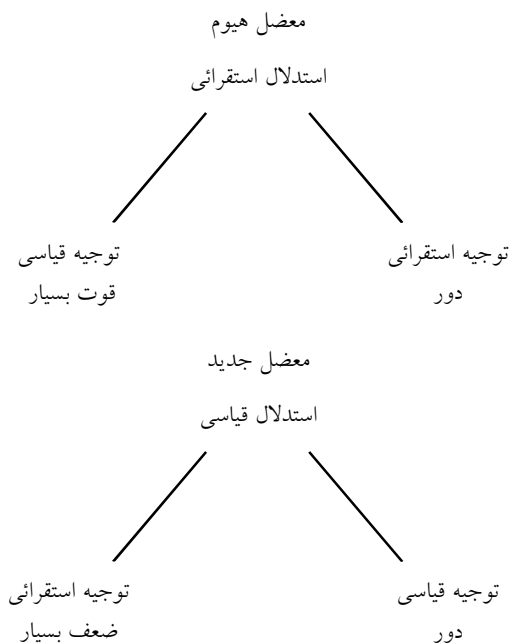 معضل هیوم
استدلال استقرائی
توجیه استقرائی
دور
توجیه قیاسی
قوت بسیار
معضل جدید
استدلال قیاسی
توجیه قیاسی
دور
توجیه استقرائی
ضعف بسیار